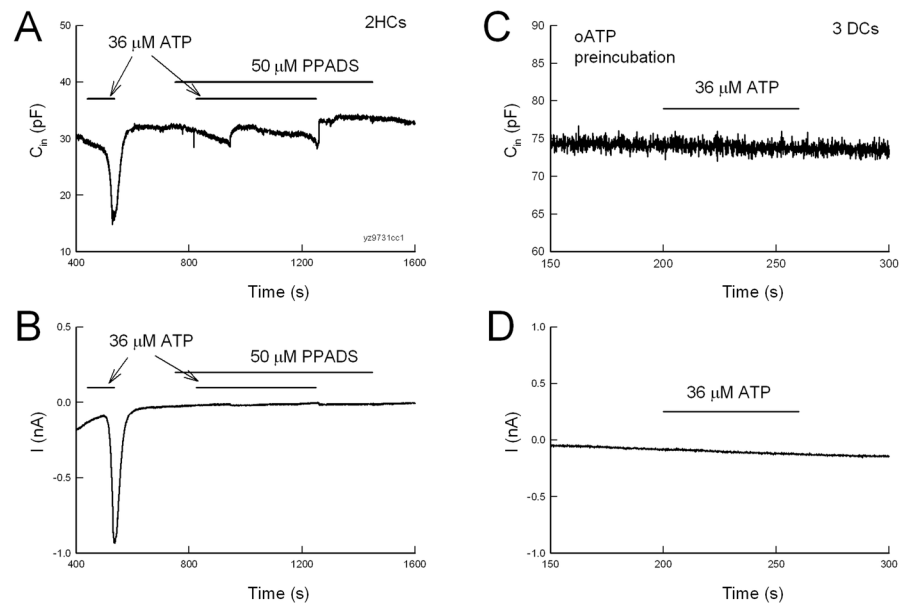 A
2HCs
36 μM ATP
50 μM PPADS
50
40
30
20
10
C_in (pF)
yz9731cc1
400
800
1200
1600
Time (s)
C
3 DCs
oATP
preincubation
36 μM ATP
90
85
80
75
70
65
60
C_in (pF)
150
200
250
300
Time (s)
B
36 μM ATP
50 μM PPADS
0.5
0.0
-0.5
-1.0
I (nA)
400
800
1200
1600
Time (s)
D
36 μM ATP
1.0
0.5
0.0
-0.5
-1.0
I (nA)
150
200
250
300
Time (s)